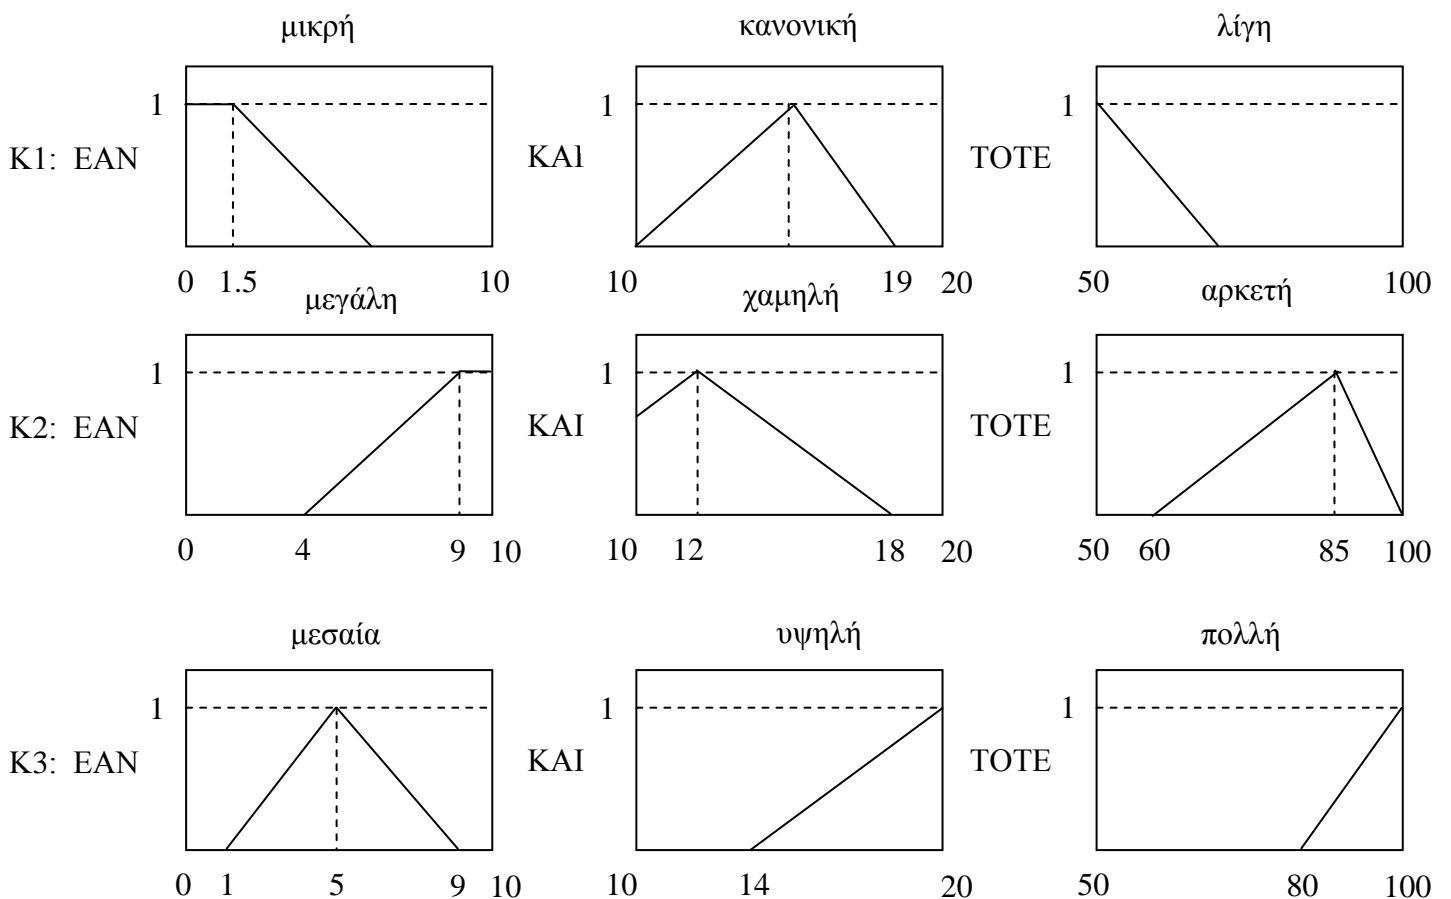 μικρή κανονική λίγη
1 1 1
Κ1: ΕΑΝ ΚΑΙ ΤΟΤΕ
0 1.5 10 10 19 20 50 100
μεγάλη χαμηλή αρκετή
1 1 1
Κ2: ΕΑΝ ΚΑΙ ΤΟΤΕ
0 4 9 10 10 12 18 20 50 60 85 100
μεσαία υψηλή πολλή
1 1 1
Κ3: ΕΑΝ ΚΑΙ ΤΟΤΕ
0 1 5 9 10 10 14 20 50 80 100